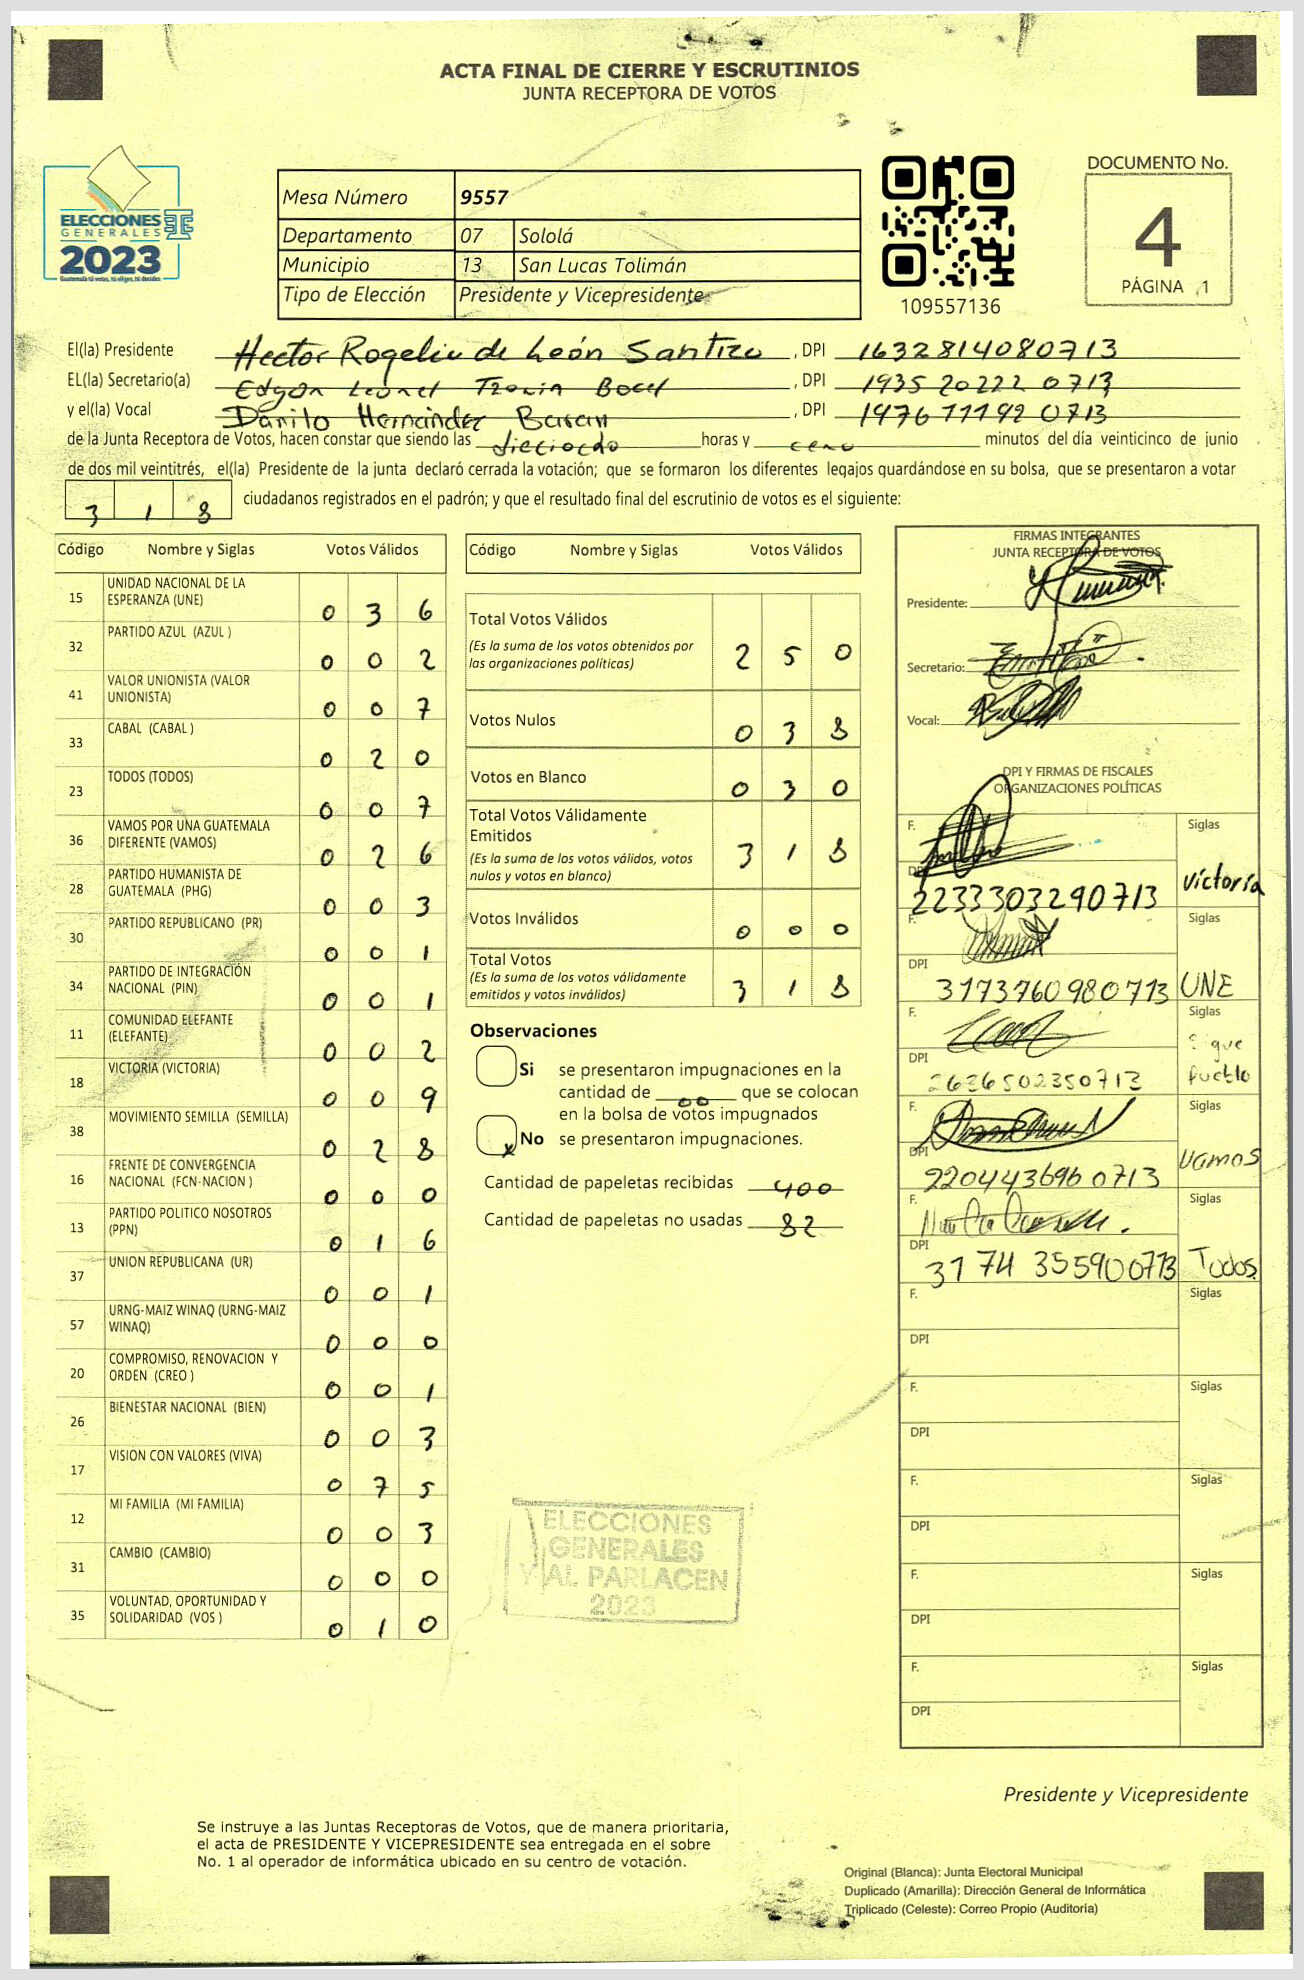 ACTA FINAL DE CIERRE Y ESCRUTINIOS
JUNTA RECEPTORA DE VOTOS
ELECCIONES
GENERALES
2023
Guatemala tú votas, tú eliges, tú decides
Mesa Número 9557
Departamento 07 Sololá
Municipio 13 San Lucas Tolimán
Tipo de Elección Presidente y Vicepresidente
109557136
DOCUMENTO No.
4
PÁGINA 1
El(la) Presidente Hector Rogelio de León Santizo , DPI 1632814080713
EL(la) Secretario(a) Edgar Leonel , DPI 1935 20222 0713
y el(la) Vocal Danilo Hernández , DPI 1976 77192 0713
de la Junta Receptora de Votos, hacen constar que siendo las dieciocho horas y cero minutos del día veinticinco de junio
de dos mil veintitrés, el(la) Presidente de la junta declaró cerrada la votación; que se formaron los diferentes legajos guardándose en su bolsa, que se presentaron a votar
3 1 8 ciudadanos registrados en el padrón; y que el resultado final del escrutinio de votos es el siguiente:
Código Nombre y Siglas Votos Válidos
15 UNIDAD NACIONAL DE LA ESPERANZA (UNE) 0 3 6
32 PARTIDO AZUL (AZUL ) 0 0 2
41 VALOR UNIONISTA (VALOR UNIONISTA) 0 0 7
33 CABAL (CABAL ) 0 2 0
23 TODOS (TODOS) 0 0 7
36 VAMOS POR UNA GUATEMALA DIFERENTE (VAMOS) 0 2 6
28 PARTIDO HUMANISTA DE GUATEMALA (PHG) 0 0 3
30 PARTIDO REPUBLICANO (PR) 0 0 1
34 PARTIDO DE INTEGRACIÓN NACIONAL (PIN) 0 0 1
11 COMUNIDAD ELEFANTE (ELEFANTE) 0 0 2
18 VICTORIA (VICTORIA) 0 0 9
38 MOVIMIENTO SEMILLA (SEMILLA) 0 2 8
16 FRENTE DE CONVERGENCIA NACIONAL (FCN-NACION ) 0 0 0
13 PARTIDO POLITICO NOSOTROS (PPN) 0 1 6
37 UNION REPUBLICANA (UR) 0 0 1
57 URNG-MAIZ WINAQ (URNG-MAIZ WINAQ) 0 0 0
20 COMPROMISO, RENOVACION Y ORDEN (CREO ) 0 0 1
26 BIENESTAR NACIONAL (BIEN) 0 0 3
17 VISION CON VALORES (VIVA) 0 7 5
12 MI FAMILIA (MI FAMILIA) 0 0 3
31 CAMBIO (CAMBIO) 0 0 0
35 VOLUNTAD, OPORTUNIDAD Y SOLIDARIDAD (VOS ) 0 1 0
Código Nombre y Siglas Votos Válidos
Total Votos Válidos 2 5 0
(Es la suma de los votos obtenidos por
las organizaciones políticas)
Votos Nulos 0 3 8
Votos en Blanco 0 3 0
Total Votos Válidamente
Emitidos 3 1 8
(Es la suma de los votos válidos, votos
nulos y votos en blanco)
Votos Inválidos 0 0 0
Total Votos 3 1 8
(Es la suma de los votos válidamente
emitidos y votos inválidos)
Observaciones
Si se presentaron impugnaciones en la
cantidad de 00 que se colocan
en la bolsa de votos impugnados
x No se presentaron impugnaciones.
Cantidad de papeletas recibidas 400
Cantidad de papeletas no usadas 82
ELECCIONES
GENERALES
Y AL PARLACEN
2023
FIRMAS INTEGRANTES
JUNTA RECEPTORA DE VOTOS
Presidente:
Secretario:
Vocal:
DPI Y FIRMAS DE FISCALES
ORGANIZACIONES POLÍTICAS
F. Siglas
DPI 2233303290713 Victoria
F. Siglas
DPI 3173760980713 UNE
F. Siglas
DPI 2636502350713 Sigue Pueblo
F. Siglas
DPI 2204436960713 Vamos
F. Siglas
DPI 3174 355900713 Todos
F. Siglas
DPI
F. Siglas
DPI
F. Siglas
DPI
F. Siglas
DPI
F. Siglas
DPI
Presidente y Vicepresidente
Se instruye a las Juntas Receptoras de Votos, que de manera prioritaria,
el acta de PRESIDENTE Y VICEPRESIDENTE sea entregada en el sobre
No. 1 al operador de informática ubicado en su centro de votación.
Original (Blanca): Junta Electoral Municipal
Duplicado (Amarilla): Dirección General de Informática
Triplicado (Celeste): Correo Propio (Auditoría)